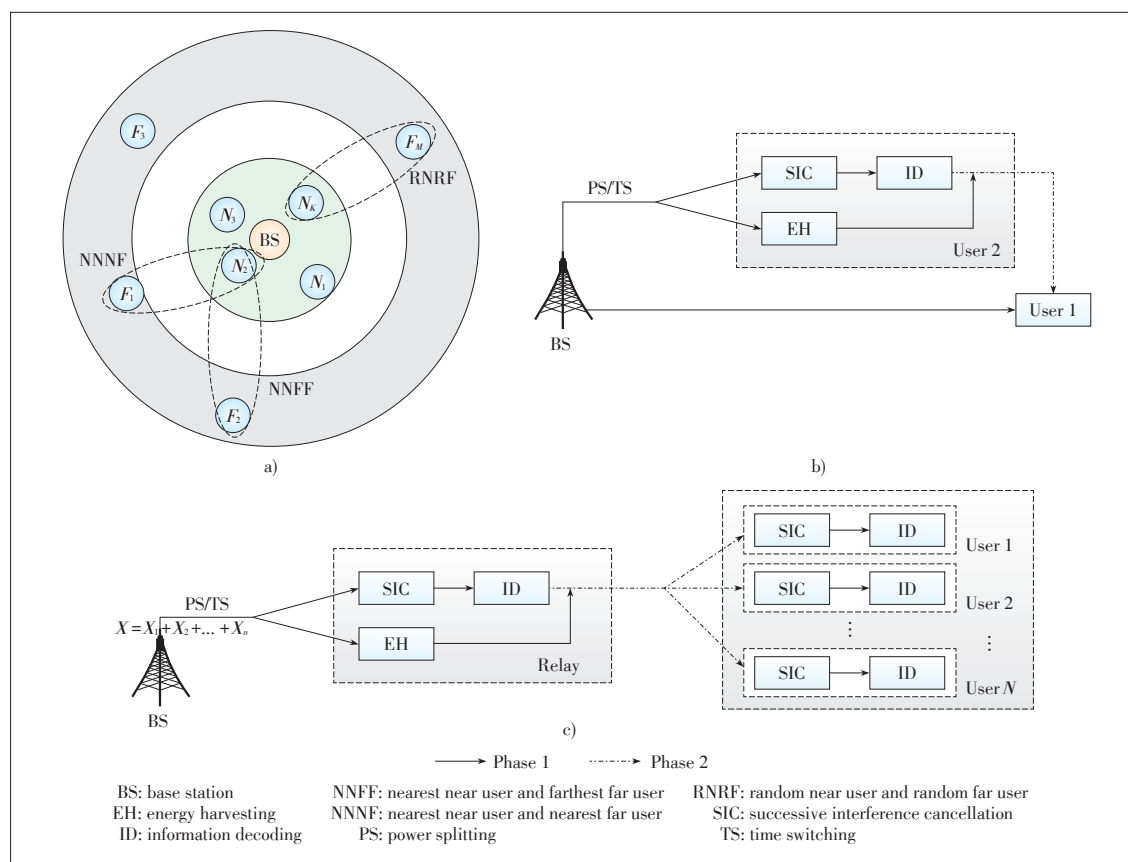 F3
FM
RNRF
NK
N3
BS
NNNF
N2
N1
F1
NNFF
F2
a)
PS/TS
SIC
ID
EH
User 2
User 1
BS
b)
PS/TS
X = X1+X2+... +Xn
BS
SIC
ID
EH
Relay
SIC
ID
User 1
SIC
ID
User 2
⋮
⋮
SIC
ID
User N
c)
Phase 1
Phase 2
BS: base station
EH: energy harvesting
ID: information decoding
NNFF: nearest near user and farthest far user
NNNF: nearest near user and nearest far user
PS: power splitting
RNRF: random near user and random far user
SIC: successive interference cancellation
TS: time switching